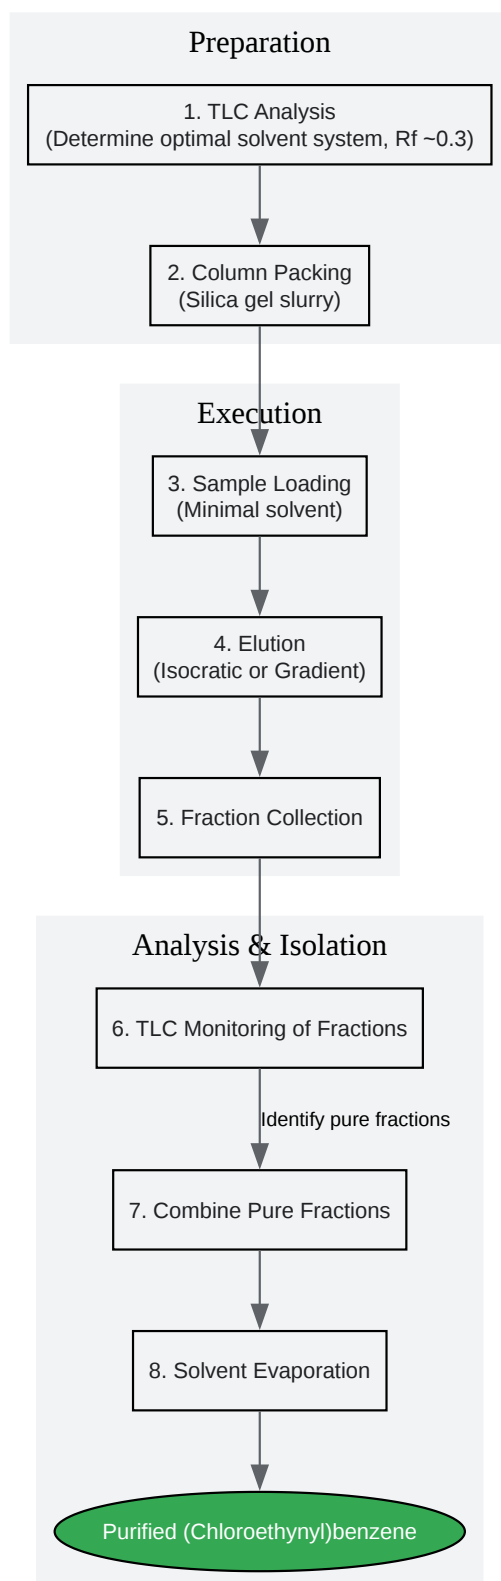 Preparation
1. TLC Analysis
(Determine optimal solvent system, Rf ~0.3)
2. Column Packing
(Silica gel slurry)
Execution
3. Sample Loading
(Minimal solvent)
4. Elution
(Isocratic or Gradient)
5. Fraction Collection
Analysis & Isolation
6. TLC Monitoring of Fractions
Identify pure fractions
7. Combine Pure Fractions
8. Solvent Evaporation
Purified (Chloroethynyl)benzene